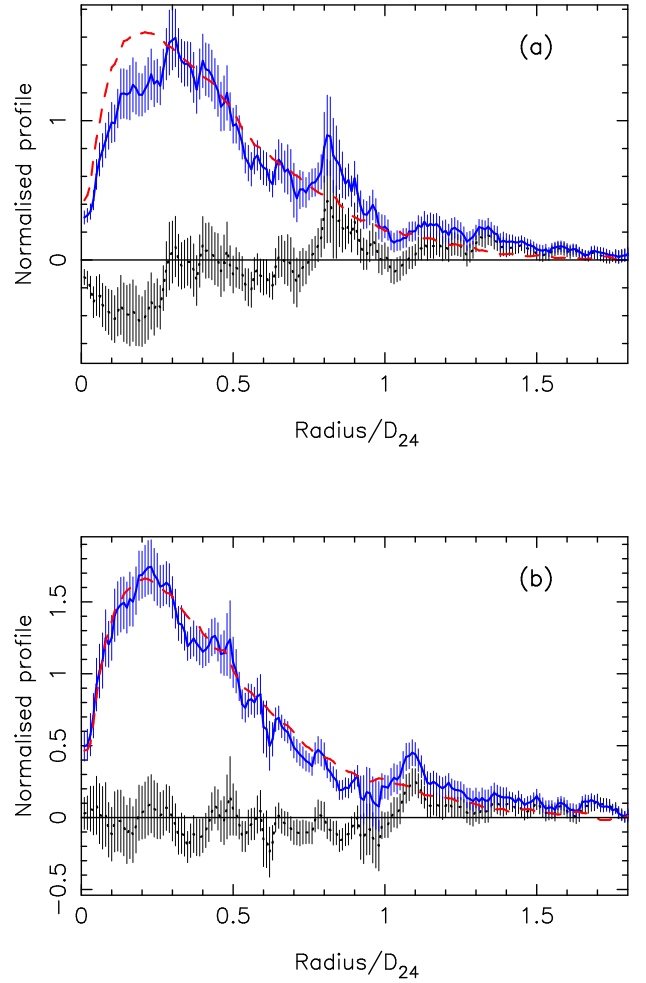 (a)
Normalised profile
1
0
0 0.5 1 1.5
Radius/D24
(b)
Normalised profile
1.5
1
0.5
0
−0.5
0 0.5 1 1.5
Radius/D24